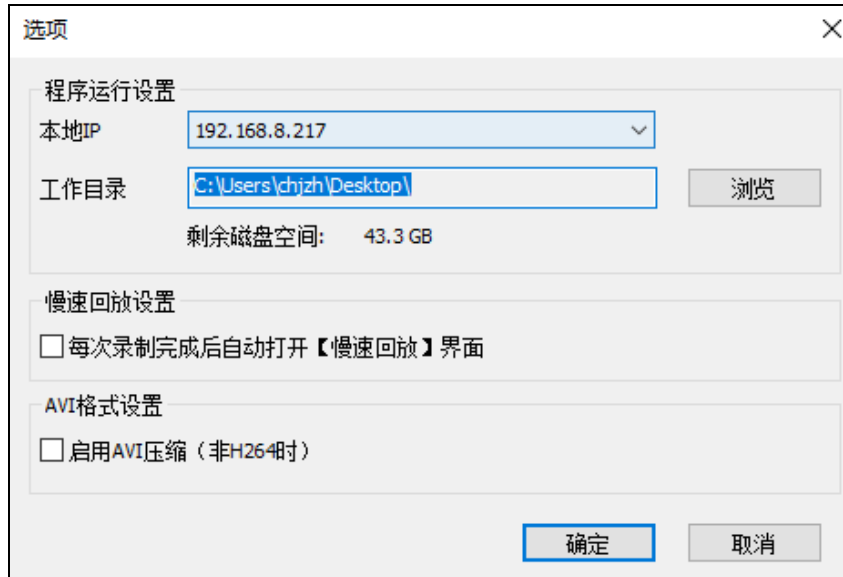 选项
程序运行设置
本地IP 192.168.8.217
工作目录 C:\Users\chjzh\Desktop\ 浏览
剩余磁盘空间: 43.3 GB
慢速回放设置
每次录制完成后自动打开【慢速回放】界面
AVI格式设置
启用AVI压缩（非H264时）
确定 取消